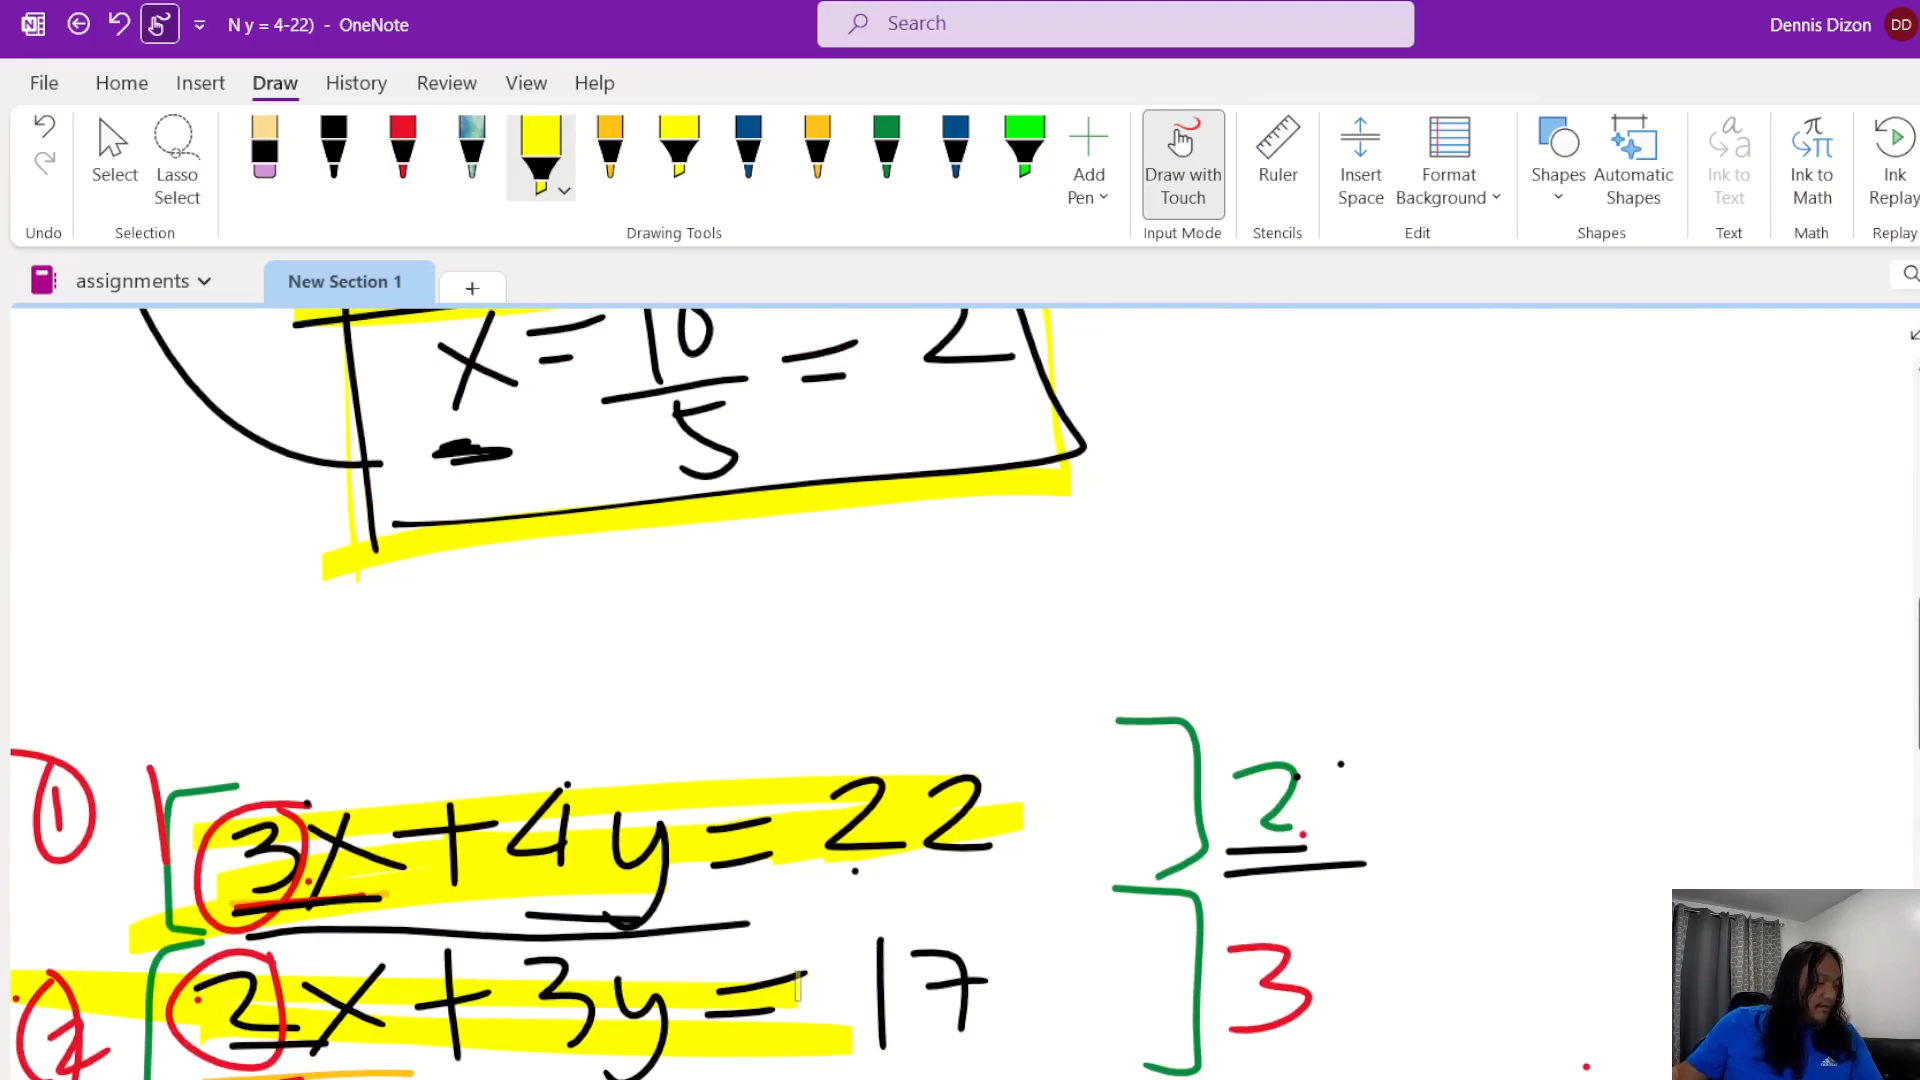 N y = 4-22) - OneNote
Search
Dennis Dizon
DD
File
Home
Insert
Draw
History
Review
View
Help
Undo
Select
Lasso Select
Selection
Drawing Tools
Add Pen
Draw with Touch
Input Mode
Ruler
Stencils
Insert Space
Format Background
Edit
Shapes
Automatic Shapes
Shapes
Ink to Text
Text
Ink to Math
Math
Ink Replay
Replay
assignments
New Section 1
+
x = 10/5 = 2
① 3x + 4y = 22 } 2
② 2x + 3y = 17 } 3